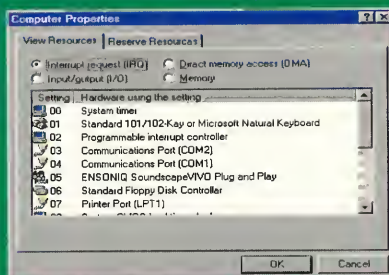 Computer Properties
View Resources Reserve Resources
Interrupt request (IRQ) Direct memory access (DMA)
Input/output (I/O) Memory
Setting Hardware using the setting
00 System timer
01 Standard 101/102-Key or Microsoft Natural Keyboard
02 Programmable interrupt controller
03 Communications Port (COM2)
04 Communications Port (COM1)
05 ENSONIQ SoundscapeVIVO Plug and Play
06 Standard Floppy Disk Controller
07 Printer Port (LPT1)
OK Cancel